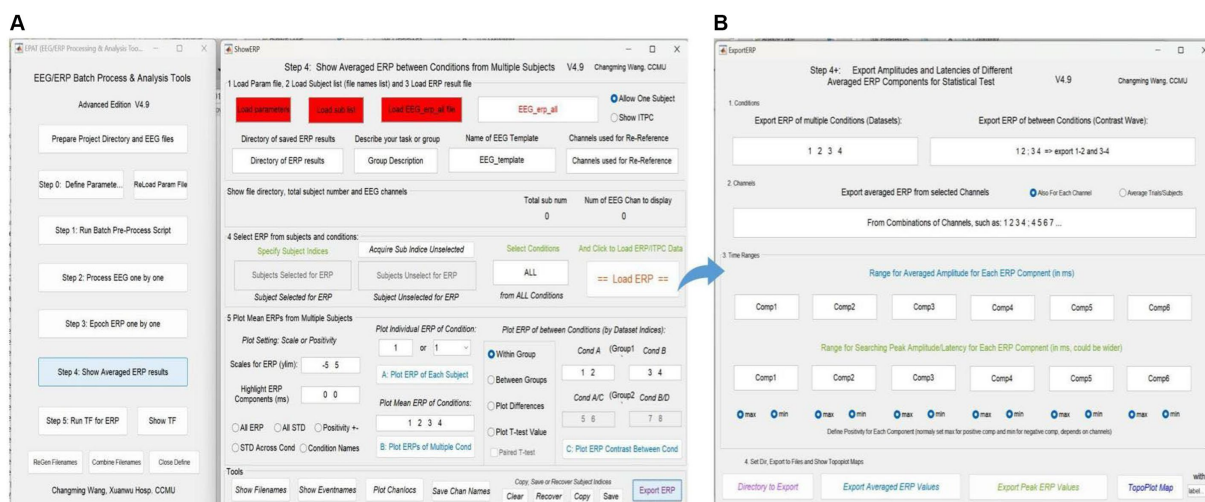 A
B
EPAT (EEG/ERP Processing & Analysis Too...
EEG/ERP Batch Process & Analysis Tools
Advanced Edition V4.9
Prepare Project Directory and EEG files
Step 0: Define Paramete...
ReLoad Param File
Step 1: Run Batch Pre-Process Script
Step 2: Process EEG one by one
Step 3: Epoch ERP one by one
Step 4: Show Averaged ERP results
Step 5: Run TF for ERP
Show TF
ReGen Filenames
Combine Filenames
Close Define
Changming Wang, Xuanwu Hosp. CCMU
ShowERP
Step 4: Show Averaged ERP between Conditions from Multiple Subjects V4.9 Changming Wang, CCMU
1 Load Param file, 2 Load Subject list (file names list) and 3 Load ERP result file
Load parameters
Load sub list
Load EEG_erp_all file
EEG_erp_all
Allow One Subject
Show ITPC
Directory of saved ERP results
Describe your task or group
Name of EEG Template
Channels used for Re-Reference
Directory of ERP results
Group Description
EEG_template
Channels used for Re-Reference
Show file directory, total subject number and EEG channels
Total sub num
Num of EEG Chan to display
0
0
4 Select ERP from subjects and conditions:
Specify Subject Indices
Acquire Sub Indice Unselected
Select Conditions
And Click to Load ERP/ITPC Data
Subjects Selected for ERP
Subjects Unselect for ERP
ALL
== Load ERP ==
Subject Selected for ERP
Subject Unselected for ERP
from ALL Conditions
5 Plot Mean ERPs from Multiple Subjects
Plot Setting: Scale or Positivity
Scales for ERP (ylim):
-5 5
Highlight ERP
Components (ms)
0 0
All ERP
All STD
Positivity +-
STD Across Cond
Condition Names
Plot Individual ERP of Condition:
1 or 1
A: Plot ERP of Each Subject
Plot Mean ERP of Conditions:
1 2 3 4
B: Plot ERPs of Multiple Cond
Plot ERP of between Conditions (by Dataset Indices):
Within Group
Between Groups
Plot Differences
Plot T-test Value
Paired T-test
Cond A (Group1 Cond B
1 2
3 4
Cond A/C (Group2 Cond B/D
5 6
7 8
C: Plot ERP Contrast Between Cond
Tools
Show Filenames
Show Eventnames
Plot Chanlocs
Save Chan Names
Copy, Save or Recover Subject Indices
Clear
Recover
Copy
Save
Export ERP
ExportERP
Step 4+: Export Amplitudes and Latencies of Different
Averaged ERP Components for Statistical Test
V4.9
Changming Wang, CCMU
1. Conditions
Export ERP of multiple Conditions (Datasets):
Export ERP of between Conditions (Contrast Wave):
1 2 3 4
1 2 ; 3 4 => export 1-2 and 3-4
2. Channels
Export averaged ERP from selected Channels
Also For Each Channel
Average Trials/Subjects
From Combinations of Channels, such as: 1 2 3 4 ; 4 5 6 7 ...
3. Time Ranges
Range for Averaged Amplitude for Each ERP Compnent (in ms)
Comp1
Comp2
Comp3
Comp4
Comp5
Comp6
Range for Searching Peak Amplitude/Latency for Each ERP Compnent (in ms, could be wider)
Comp1
Comp2
Comp3
Comp4
Comp5
Comp6
max min max min max min max min max min max min
Define Positivity for Each Component (normaly set max for positive comp and min for negative comp, depends on channels)
4. Set Dir, Export to Files and Show Topoplot Maps
Directory to Export
Export Averaged ERP Values
Export Peak ERP Values
TopoPlot Map
with
label...